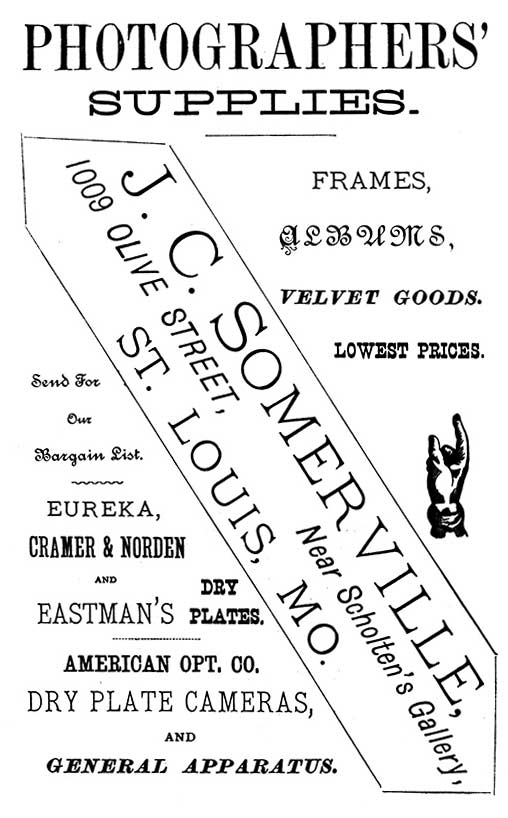 PHOTOGRAPHERS'
SUPPLIES.
FRAMES,
ALBUMS,
VELVET GOODS.
LOWEST PRICES.
J. C. SOMERVILLE,
1009 OLIVE STREET,
Near Scholten's Gallery,
ST. LOUIS, MO.
Send For
Our
Bargain List.
EUREKA,
CRAMER & NORDEN
AND
EASTMAN'S DRY PLATES.
AMERICAN OPT. CO.
DRY PLATE CAMERAS,
AND
GENERAL APPARATUS.